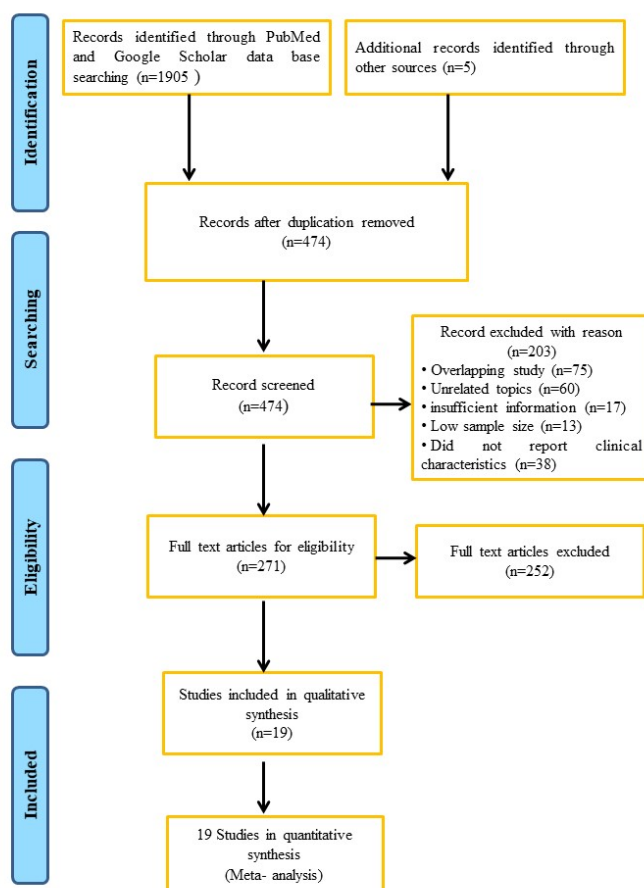 Identification
Records identified through PubMed
and Google Scholar data base
searching (n=1905 )
Additional records identified through
other sources (n=5)
Records after duplication removed
(n=474)
Searching
Record screened
(n=474)
Record excluded with reason
(n=203)
• Overlapping study (n=75)
• Unrelated topics (n=60)
• insufficient information (n=17)
• Low sample size (n=13)
• Did not report clinical
characteristics (n=38)
Eligibility
Full text articles for eligibility
(n=271)
Full text articles excluded
(n=252)
Included
Studies included in qualitative
synthesis
(n=19)
19 Studies in quantitative
synthesis
(Meta- analysis)